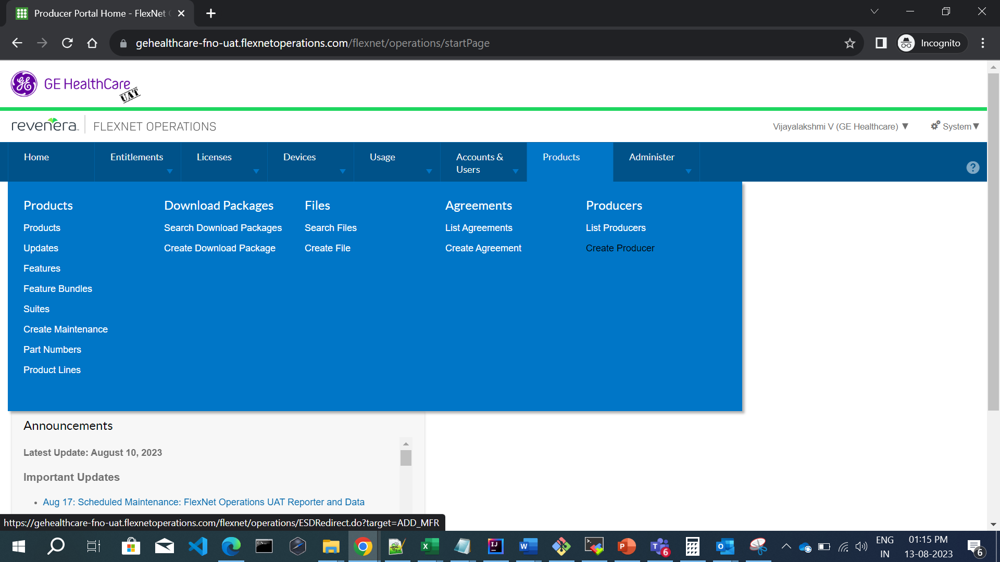 Producer Portal Home - FlexNet
gehealthcare-fno-uat.flexnetoperations.com/flexnet/operations/startPage
Incognito
GE HealthCare
UAT
revenera
FLEXNET OPERATIONS
Vijayalakshmi V (GE Healthcare) ▼
System▼
Home
Entitlements
Licenses
Devices
Usage
Accounts &
Users
Products
Administer
?
Products
Products
Updates
Features
Feature Bundles
Suites
Create Maintenance
Part Numbers
Product Lines
Download Packages
Search Download Packages
Create Download Package
Files
Search Files
Create File
Agreements
List Agreements
Create Agreement
Producers
List Producers
Create Producer
Announcements
Latest Update: August 10, 2023
Important Updates
• Aug 17: Scheduled Maintenance: FlexNet Operations UAT Reporter and Data
https://gehealthcare-fno-uat.flexnetoperations.com/flexnet/operations/ESDRedirect.do?target=ADD_MFR
6
ENG
IN
01:15 PM
13-08-2023
6